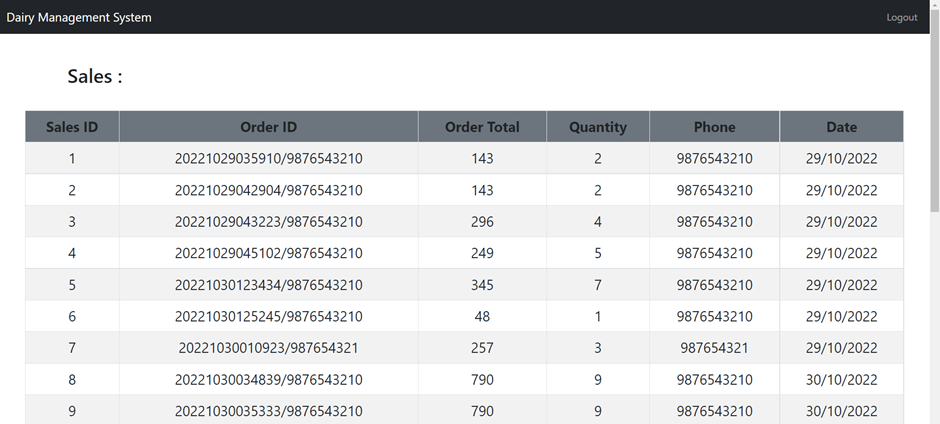 Dairy Management System Logout
Sales :
Sales ID Order ID Order Total Quantity Phone Date
1 20221029035910/9876543210 143 2 9876543210 29/10/2022
2 20221029042904/9876543210 143 2 9876543210 29/10/2022
3 20221029043223/9876543210 296 4 9876543210 29/10/2022
4 20221029045102/9876543210 249 5 9876543210 29/10/2022
5 20221030123434/9876543210 345 7 9876543210 29/10/2022
6 20221030125245/9876543210 48 1 9876543210 29/10/2022
7 20221030010923/987654321 257 3 987654321 29/10/2022
8 20221030034839/9876543210 790 9 9876543210 30/10/2022
9 20221030035333/9876543210 790 9 9876543210 30/10/2022